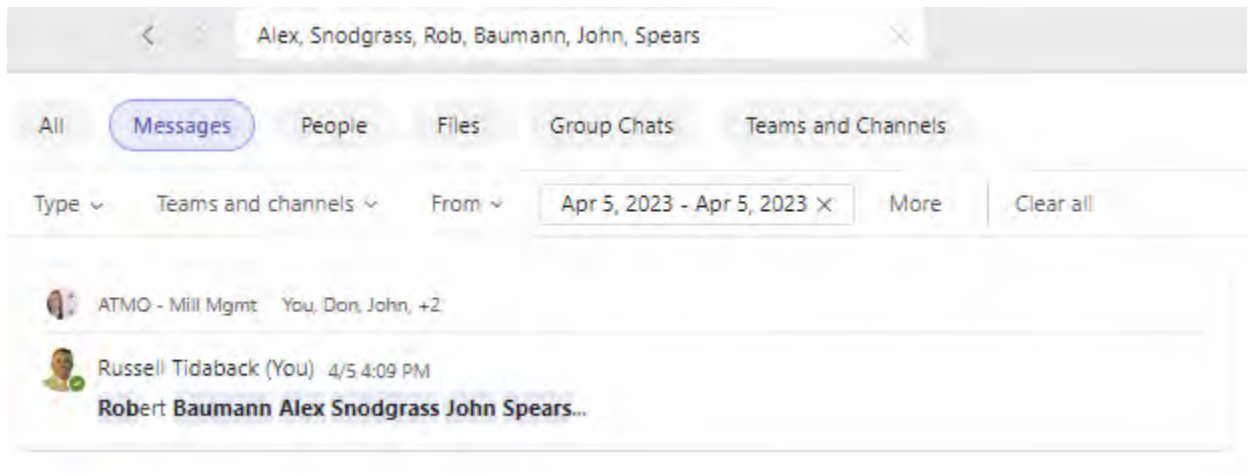 Alex, Snodgrass, Rob, Baumann, John, Spears
All Messages People Files Group Chats Teams and Channels
Type Teams and channels From Apr 5, 2023 - Apr 5, 2023 × More Clear all
ATMO - Mill Mgmt You, Don, John, +2
Russell Tidaback (You) 4/5 4:09 PM
Robert Baumann Alex Snodgrass John Spears...